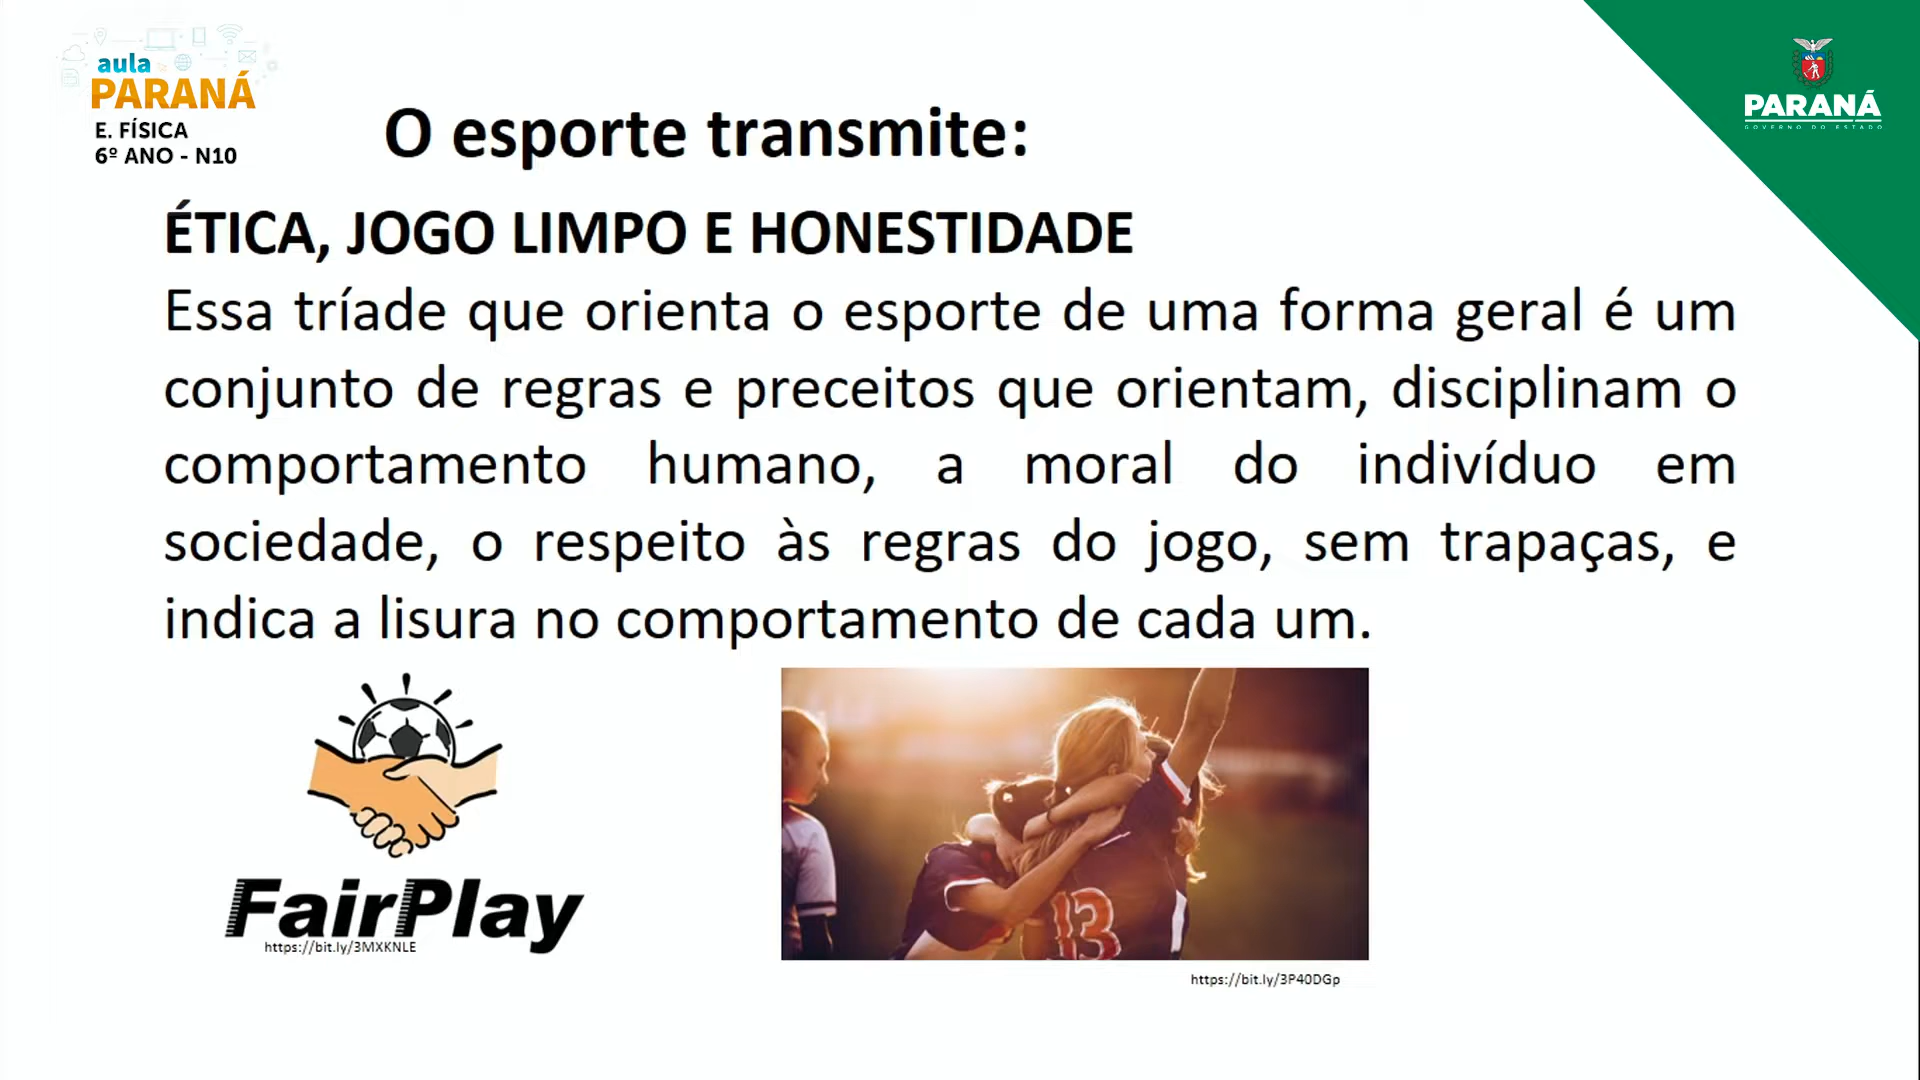 aula
PARANÁ
E. FÍSICA
6º ANO - N10
PARANÁ
GOVERNO DO ESTADO
O esporte transmite:
ÉTICA, JOGO LIMPO E HONESTIDADE
Essa tríade que orienta o esporte de uma forma geral é um
conjunto de regras e preceitos que orientam, disciplinam o
comportamento humano, a moral do indivíduo em
sociedade, o respeito às regras do jogo, sem trapaças, e
indica a lisura no comportamento de cada um.
FairPlay
https://bit.ly/3MXKNLE
13
https://bit.ly/3P40DGp